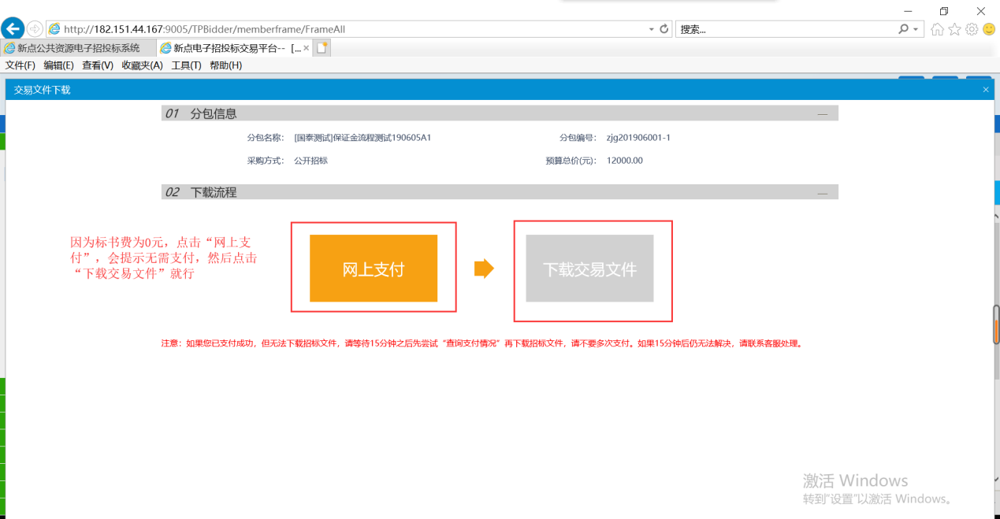 http://182.151.44.167:9005/TPBidder/memberframe/FrameAll
搜索...
新点公共资源电子招投标系统
新点电子招投标交易平台-- [...
文件(F) 编辑(E) 查看(V) 收藏夹(A) 工具(T) 帮助(H)
交易文件下载
01 分包信息
分包名称： [国泰测试]保证金流程测试190605A1 分包编号： zjg201906001-1
采购方式： 公开招标 预算总价(元)： 12000.00
02 下载流程
因为标书费为0元，点击“网上支
付”，会提示无需支付，然后点击
“下载交易文件”就行
网上支付
下载交易文件
注意：如果您已支付成功，但无法下载招标文件，请等待15分钟之后先尝试“查询支付情况”再下载招标文件，请不要多次支付。如果15分钟后仍无法解决，请联系客服处理。
激活 Windows
转到“设置”以激活 Windows。